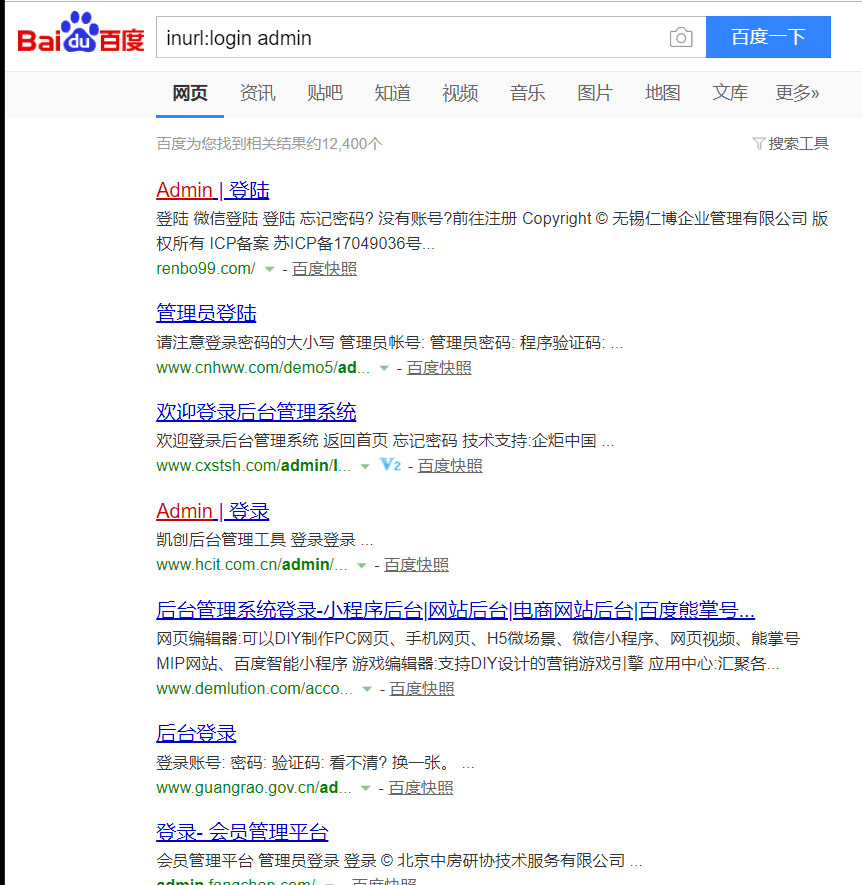 Bai du 百度 inurl:login admin 百度一下
网页 资讯 贴吧 知道 视频 音乐 图片 地图 文库 更多»
百度为您找到相关结果约12,400个 搜索工具
Admin | 登陆
登陆 微信登陆 登陆 忘记密码? 没有账号?前往注册 Copyright © 无锡仁博企业管理有限公司 版
权所有 ICP备案 苏ICP备17049036号...
renbo99.com/ - 百度快照
管理员登陆
请注意登录密码的大小写 管理员帐号: 管理员密码: 程序验证码: ...
www.cnhww.com/demo5/ad... - 百度快照
欢迎登录后台管理系统
欢迎登录后台管理系统 返回首页 忘记密码 技术支持:企炬中国 ...
www.cxstsh.com/admin/l... V2 - 百度快照
Admin | 登录
凯创后台管理工具 登录登录 ...
www.hcit.com.cn/admin/... - 百度快照
后台管理系统登录-小程序后台|网站后台|电商网站后台|百度熊掌号...
网页编辑器:可以DIY制作PC网页、手机网页、H5微场景、微信小程序、网页视频、熊掌号
MIP网站、百度智能小程序 游戏编辑器:支持DIY设计的营销游戏引擎 应用中心:汇聚各...
www.demlution.com/acco... - 百度快照
后台登录
登录账号: 密码: 验证码: 看不清? 换一张。 ...
www.guangrao.gov.cn/ad... - 百度快照
登录- 会员管理平台
会员管理平台 管理员登录 登录 © 北京中房研协技术服务有限公司 ...
admin.fangchan.com/ - 百度快照